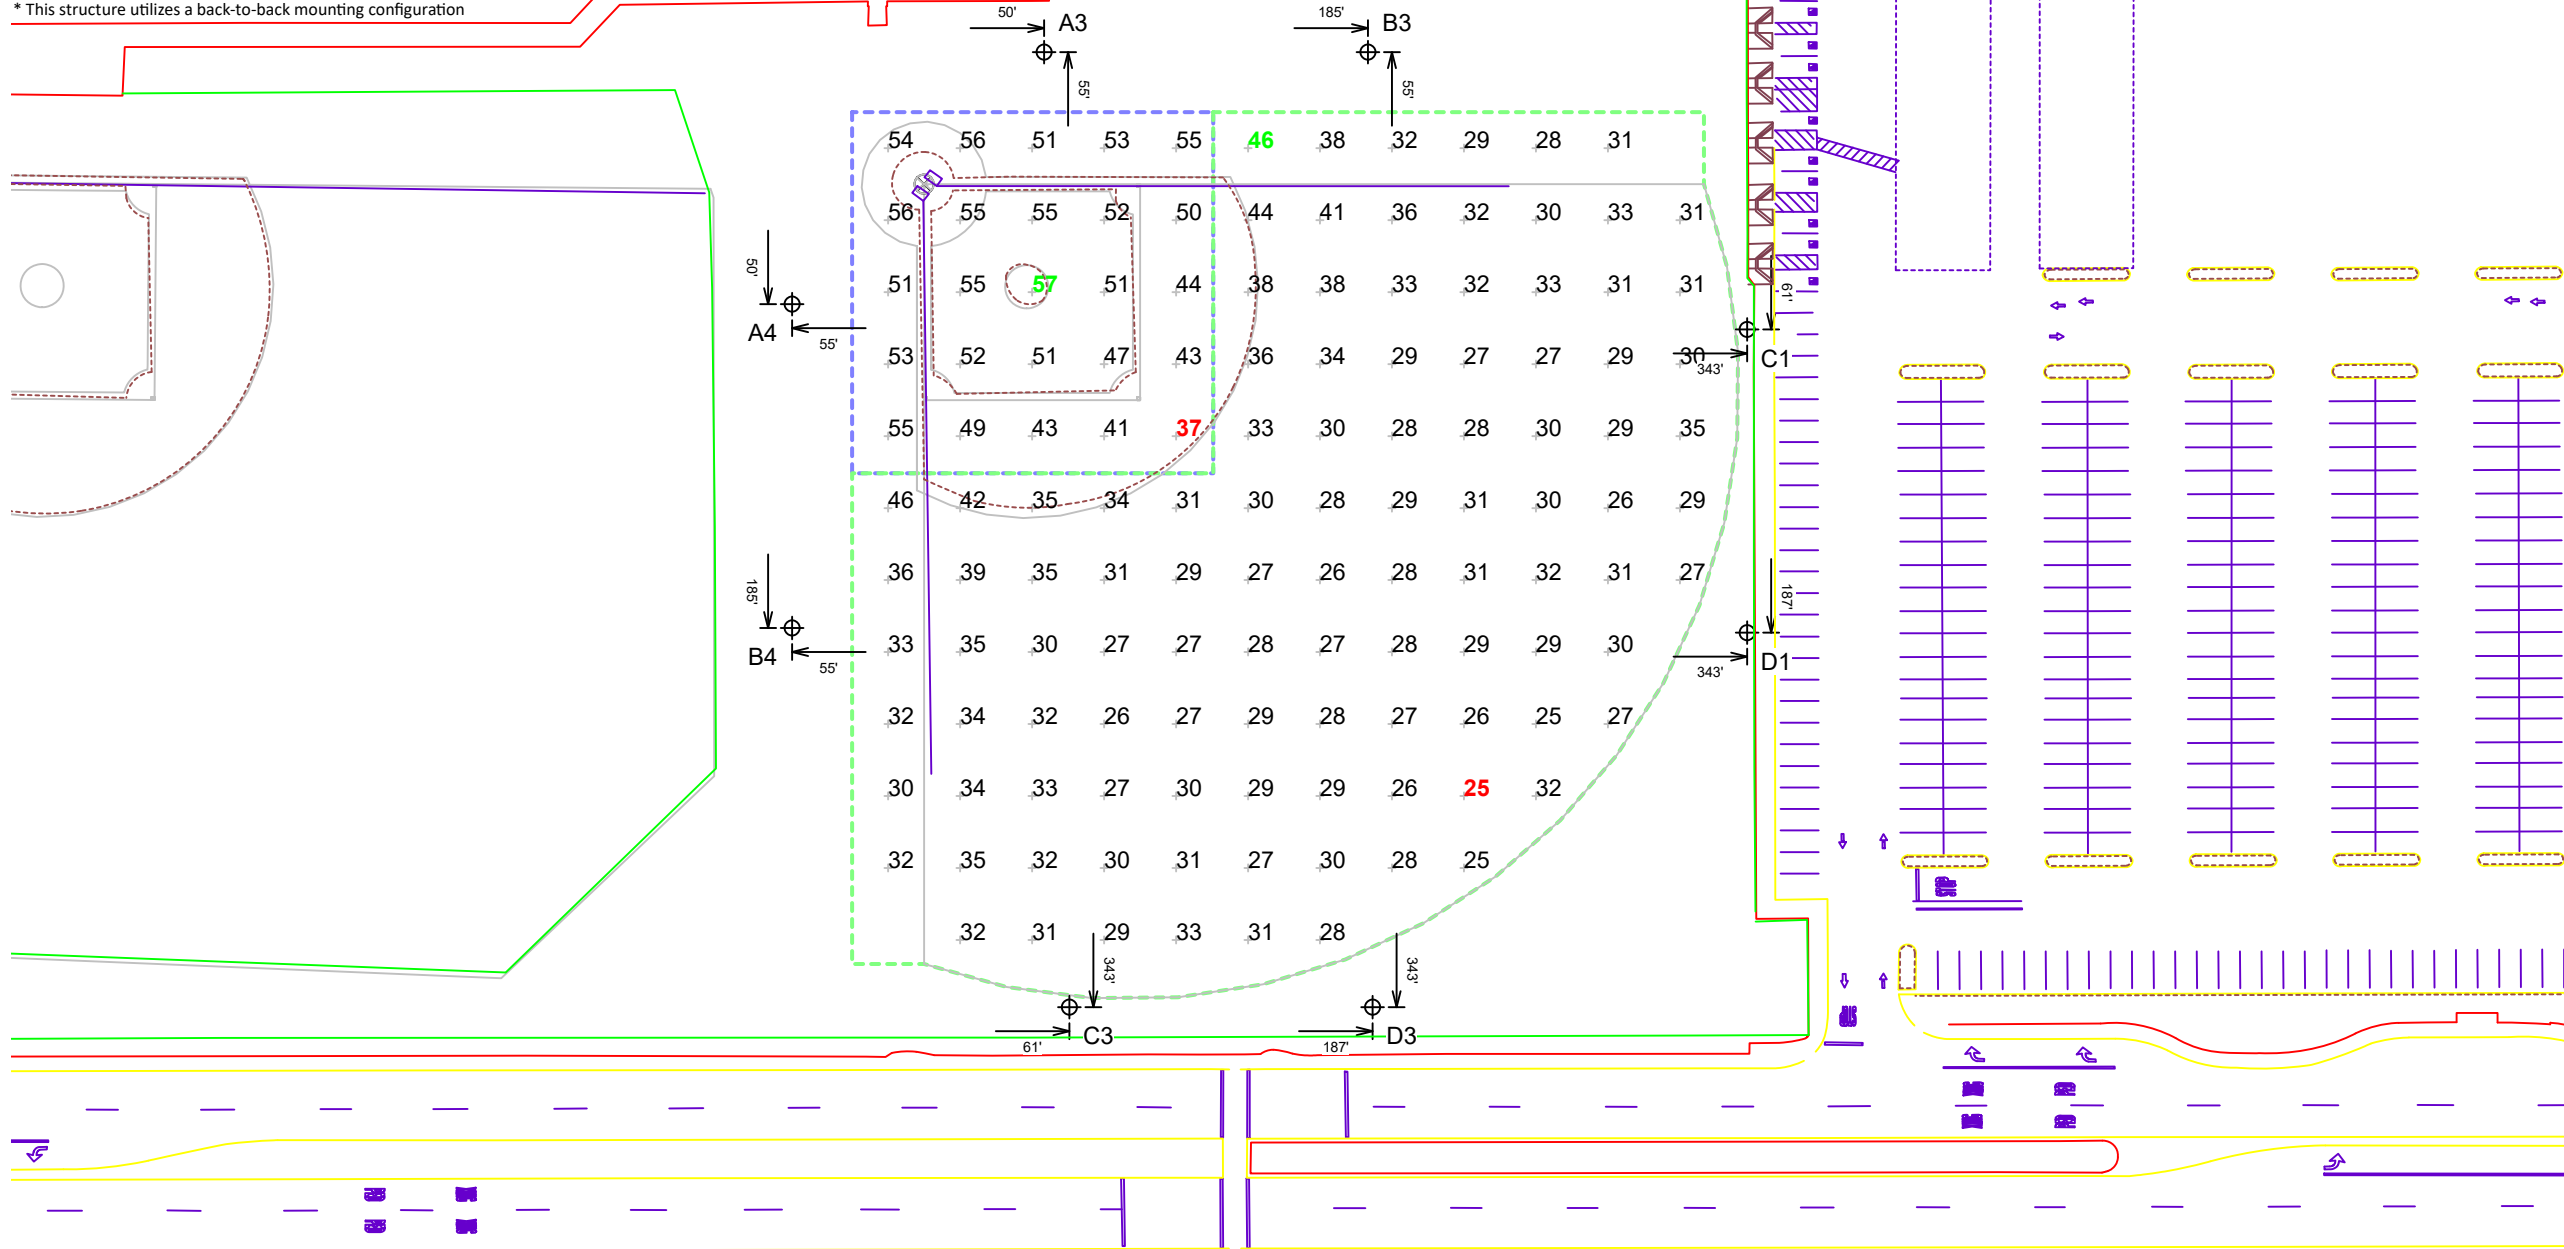 * This structure utilizes a back-to-back mounting configuration
50' A3 185' B3
55' 55'
54 56 51 53 55 46 38 32 29 28 31
56 55 55 52 50 44 41 36 32 30 33 31
50' 51 55 57 51 44 38 38 33 32 33 31 31 61'
A4 55' 53 52 51 47 43 36 34 29 27 27 29 30 343' C1
55 49 43 41 37 33 30 28 28 30 29 35
46 42 35 34 31 30 28 29 31 30 26 29
185' 36 39 35 31 29 27 26 28 31 32 31 27 187'
B4 55' 33 35 30 27 27 28 27 28 29 29 30 343' D1
32 34 32 26 27 29 28 27 26 25 27
30 34 33 27 30 29 29 26 25 32
32 35 32 30 31 27 30 28 25
32 31 29 33 31 28
343' 343'
61' C3 187' D3